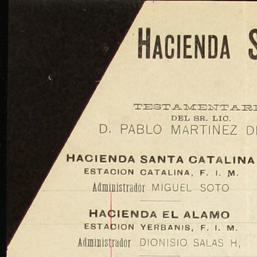 HACIENDA S
TESTAMENTARI
DEL SR. LIC.
D. PABLO MARTINEZ DE
HACIENDA SANTA CATALINA
ESTACION CATALINA, F. I. M.
Administrador MIGUEL SOTO
HACIENDA EL ALAMO
ESTACION YERBANIS, F. I. M.
Administrador DIONISIO SALAS H,